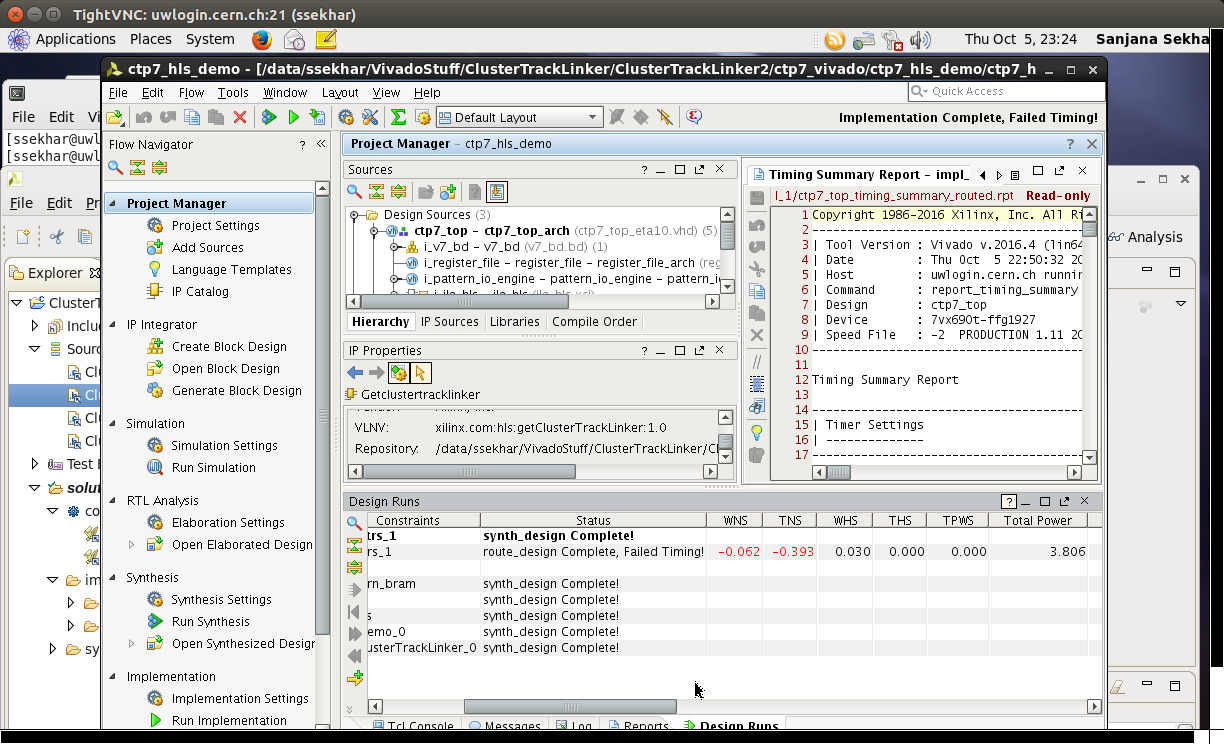 TightVNC: uwlogin.cern.ch:21 (ssekhar)
Applications Places System Thu Oct 5, 23:24 Sanjana Sekha
ctp7_hls_demo - [/data/ssekhar/VivadoStuff/ClusterTrackLinker/ClusterTrackLinker2/ctp7_vivado/ctp7_hls_demo/ctp7_h
File Edit Flow Tools Window Layout View Help
Quick Access
Default Layout
Implementation Complete, Failed Timing!
File Edit Vi
[ssekhar@uwl
[ssekhar@uwl
File Edit Pr
Explorer
ClusterT
Inclu
Sourc
Cl
Cl
Cl
Cl
Test B
solut
co
im
sy
Analysis
Flow Navigator ? «
Project Manager
Project Settings
Add Sources
Language Templates
IP Catalog
IP Integrator
Create Block Design
Open Block Design
Generate Block Design
Simulation
Simulation Settings
Run Simulation
RTL Analysis
Elaboration Settings
Open Elaborated Design
Synthesis
Synthesis Settings
Run Synthesis
Open Synthesized Design
Implementation
Implementation Settings
Run Implementation
Project Manager - ctp7_hls_demo
Sources
Design Sources (3)
ctp7_top - ctp7_top_arch (ctp7_top_eta10.vhd) (5)
i_v7_bd - v7_bd (v7_bd.bd) (1)
i_register_file - register_file - register_file_arch (reg
i_pattern_io_engine - pattern_io_engine - pattern_io
Hierarchy IP Sources Libraries Compile Order
IP Properties
Getclustertracklinker
VLNV: xilinx.com:hls:getClusterTrackLinker:1.0
Repository: /data/ssekhar/VivadoStuff/ClusterTrackLinker/Cl
Timing Summary Report - impl_
l_1/ctp7_top_timing_summary_routed.rpt Read-only
1 Copyright 1986-2016 Xilinx, Inc. All Ri
2 ----------------------------------------
3 | Tool Version : Vivado v.2016.4 (lin64
4 | Date : Thu Oct 5 22:50:32 20
5 | Host : uwlogin.cern.ch runnin
6 | Command : report_timing_summary
7 | Design : ctp7_top
8 | Device : 7vx690t-ffg1927
9 | Speed File : -2 PRODUCTION 1.11 20
10 ----------------------------------------
11
12 Timing Summary Report
13
14 ----------------------------------------
15 | Timer Settings
16 | --------------
17 ----------------------------------------
Design Runs
Constraints Status WNS TNS WHS THS TPWS Total Power
trs_1 synth_design Complete!
rs_1 route_design Complete, Failed Timing! -0.062 -0.393 0.030 0.000 0.000 3.806
rn_bram synth_design Complete!
synth_design Complete!
s synth_design Complete!
emo_0 synth_design Complete!
usterTrackLinker_0 synth_design Complete!
Tcl Console Messages Log Reports Design Runs